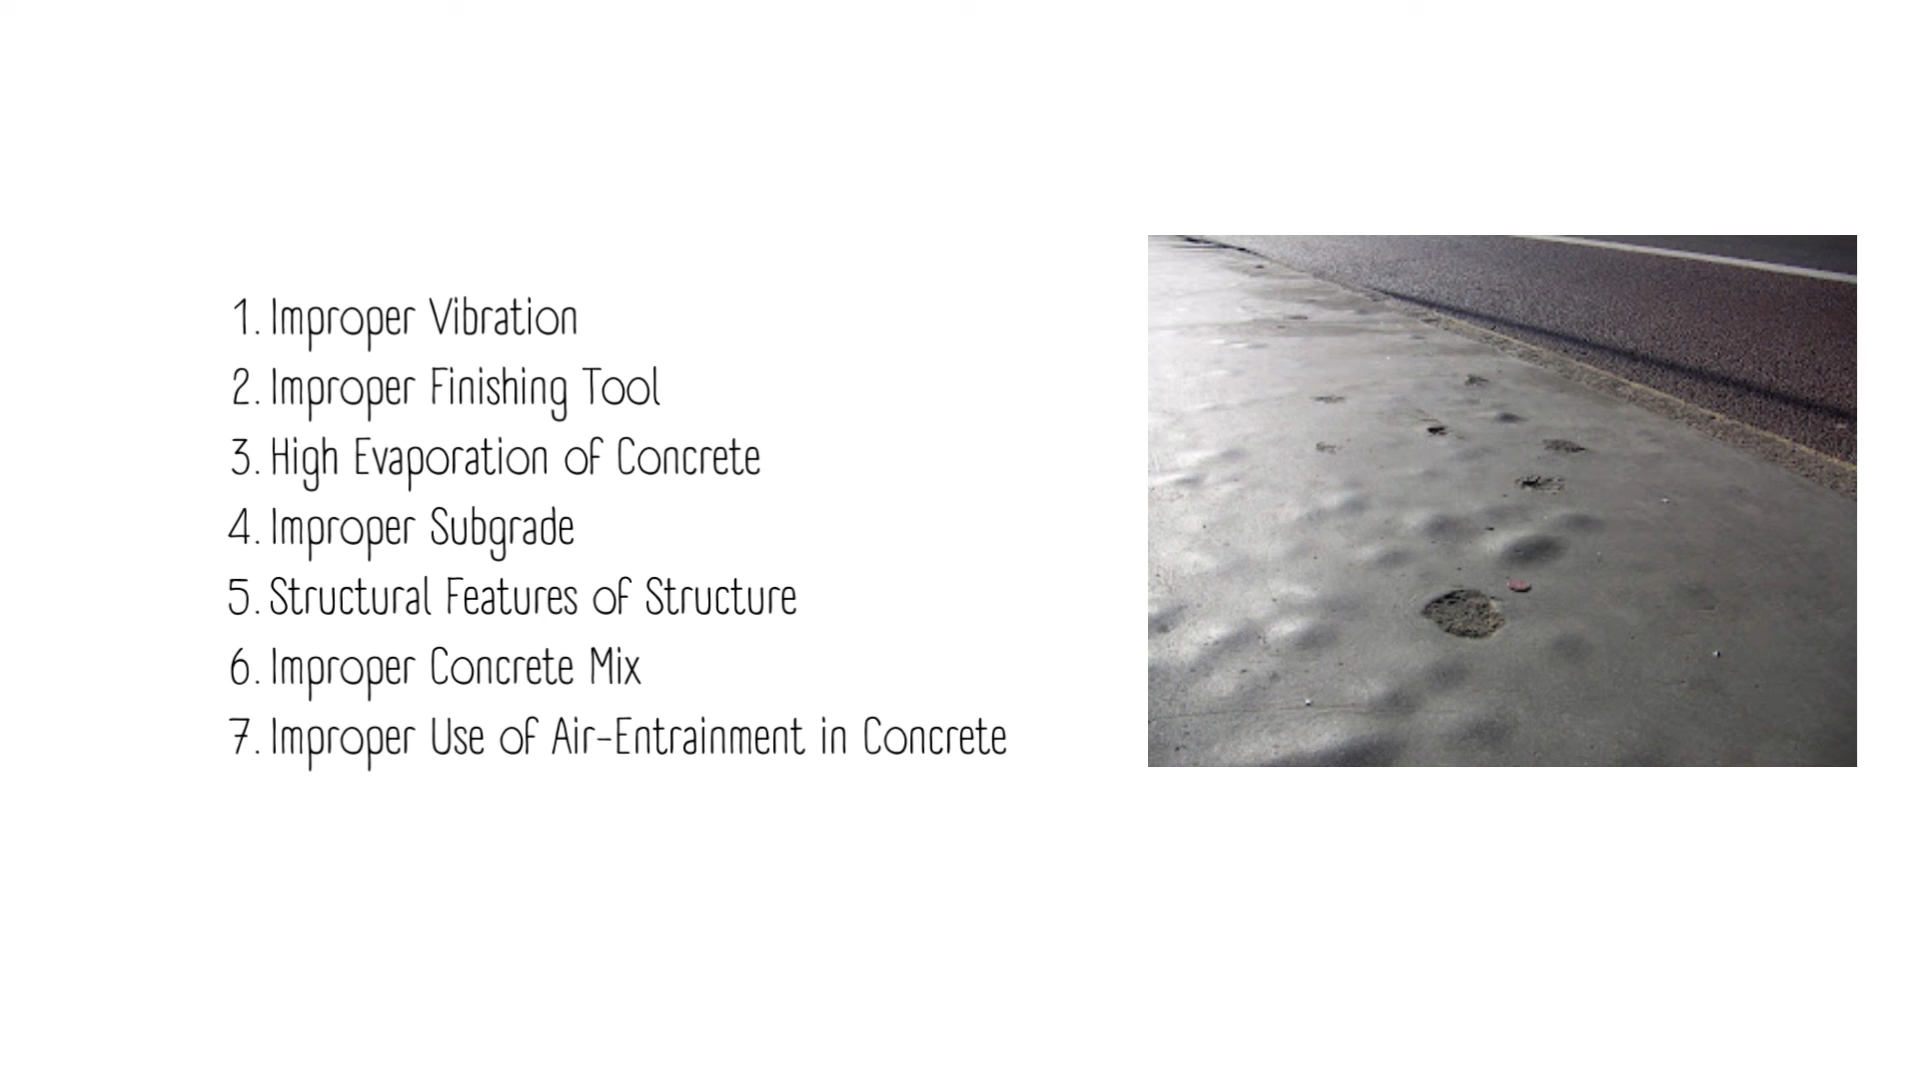 1. Improper Vibration
2. Improper Finishing Tool
3. High Evaporation of Concrete
4. Improper Subgrade
5. Structural Features of Structure
6. Improper Concrete Mix
7. Improper Use of Air-Entrainment in Concrete